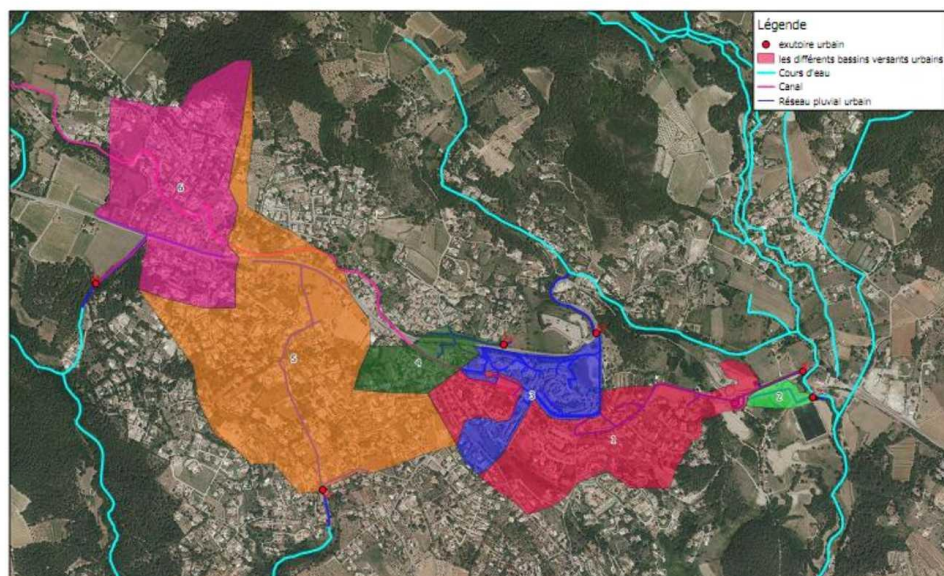 Légende
exutoire urbain
les différents bassins versants urbains
Cours d'eau
Canal
Réseau pluvial urbain
6
5
4
3
2
1